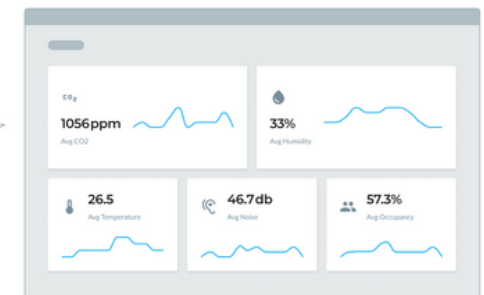 CO2
1056ppm
Avg CO2
33%
Avg Humidity
26.5
Avg Temperature
46.7db
Avg Noise
57.3%
Avg Occupancy